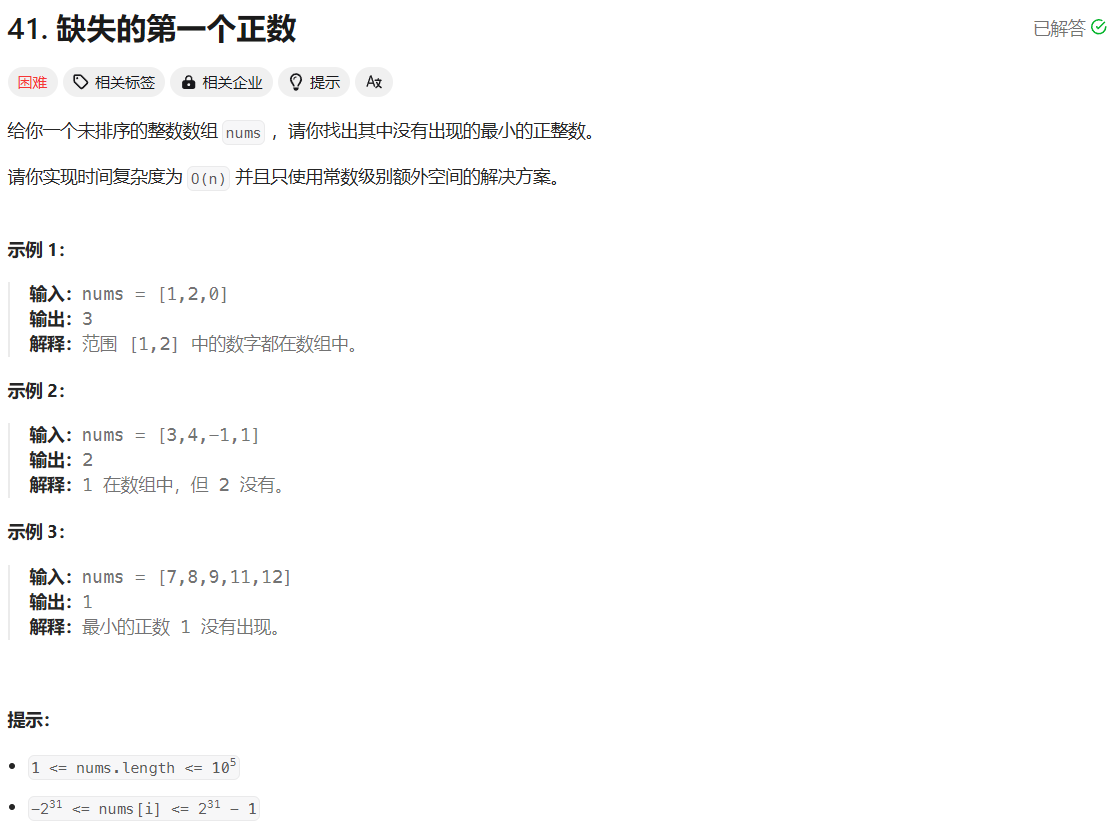 41. 缺失的第一个正数
已解答
困难 相关标签 相关企业 提示 Ax
给你一个未排序的整数数组 nums ，请你找出其中没有出现的最小的正整数。
请你实现时间复杂度为 O(n) 并且只使用常数级别额外空间的解决方案。
示例 1：
输入：nums = [1,2,0]
输出：3
解释：范围 [1,2] 中的数字都在数组中。
示例 2：
输入：nums = [3,4,-1,1]
输出：2
解释：1 在数组中，但 2 没有。
示例 3：
输入：nums = [7,8,9,11,12]
输出：1
解释：最小的正数 1 没有出现。
提示：
• 1 <= nums.length <= 10⁵
• -2³¹ <= nums[i] <= 2³¹ - 1